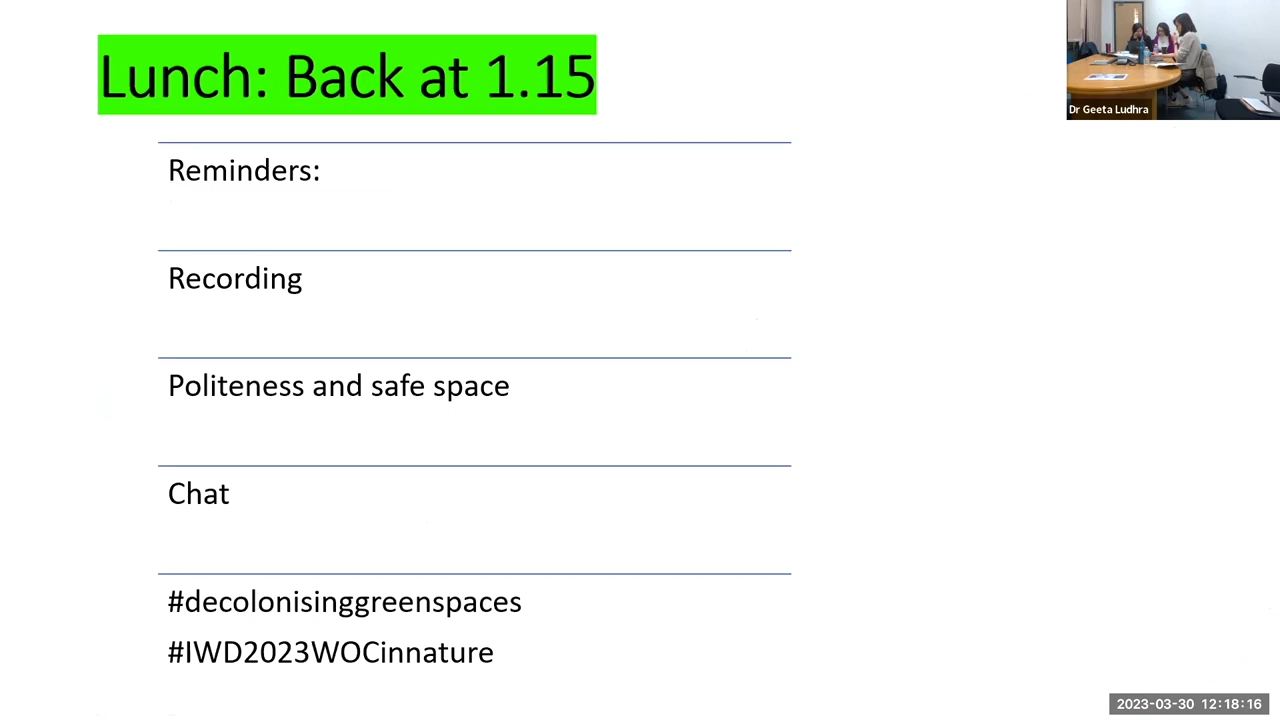 Lunch: Back at 1.15
Dr Geeta Ludhra
Reminders:
Recording
Politeness and safe space
Chat
#decolonisinggreenspaces
#IWD2023WOCinnature
2023-03-30 12:18:16